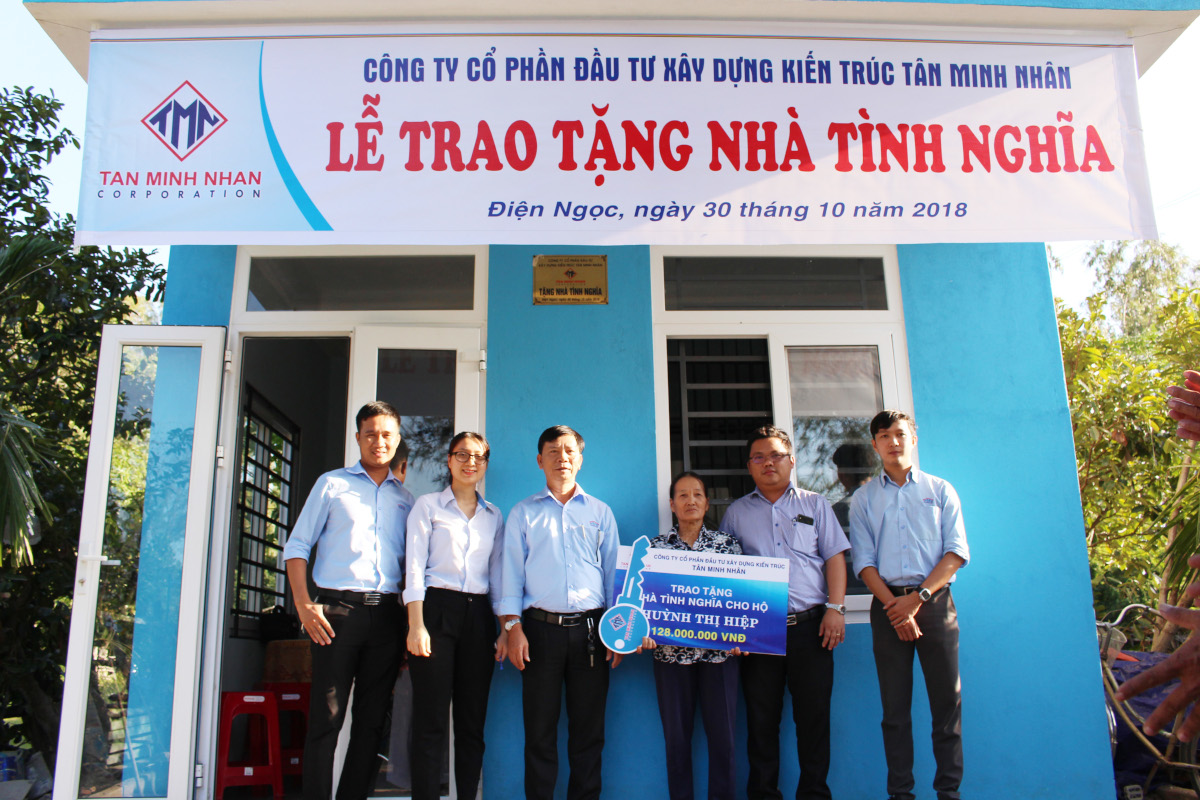 CÔNG TY CỔ PHẦN ĐẦU TƯ XÂY DỰNG KIẾN TRÚC TÂN MINH NHÂN
TMN
TAN MINH NHAN
CORPORATION
LỄ TRAO TẶNG NHÀ TÌNH NGHĨA
Điện Ngọc, ngày 30 tháng 10 năm 2018
TẶNG NHÀ TÌNH NGHĨA
CÔNG TY CỔ PHẦN ĐẦU TƯ XÂY DỰNG KIẾN TRÚC
TÂN MINH NHÂN
TRAO TẶNG
HÀ TÌNH NGHĨA CHO HỘ
HUỲNH THỊ HIỆP
128.000.000 VNĐ